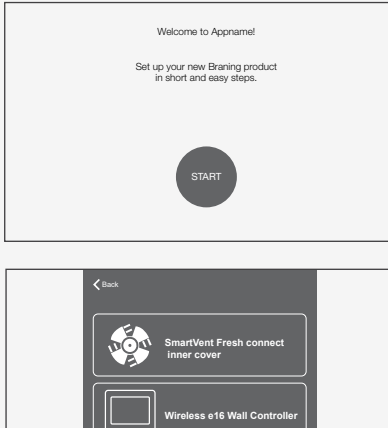 Welcome to Appname!
Set up your new Braning product
in short and easy steps.
START
Back
SmartVent Fresh connect
inner cover
Wireless e16 Wall Controller